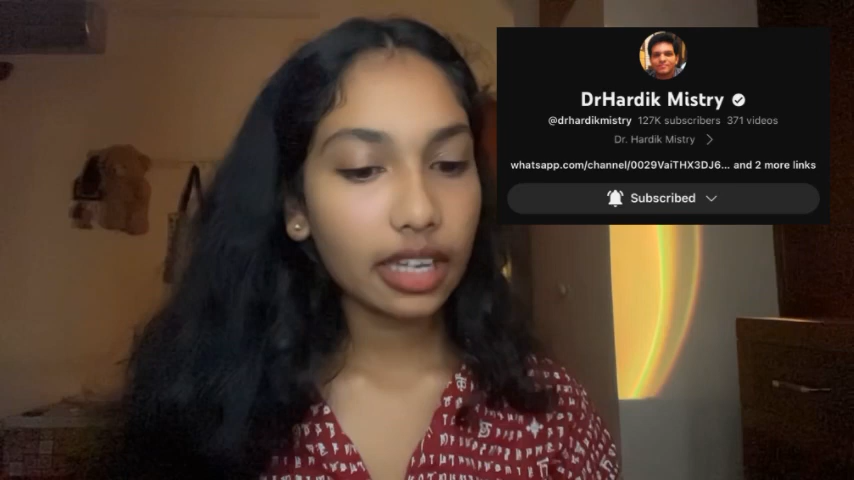 DrHardik Mistry
@drhardikmistry 127K subscribers 371 videos
Dr. Hardik Mistry >
whatsapp.com/channel/0029VaiTHX3DJ6... and 2 more links
Subscribed